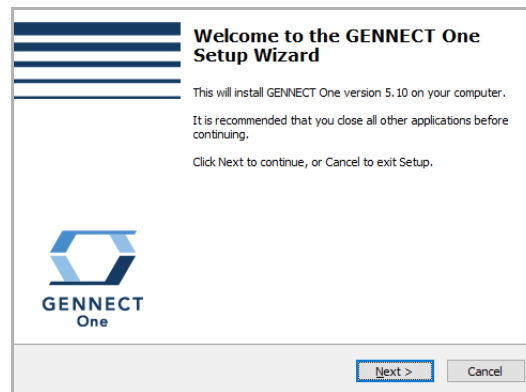 Welcome to the GENNECT One
Setup Wizard
This will install GENNECT One version 5.10 on your computer.
It is recommended that you close all other applications before
continuing.
Click Next to continue, or Cancel to exit Setup.
GENNECT
One
Next >
Cancel